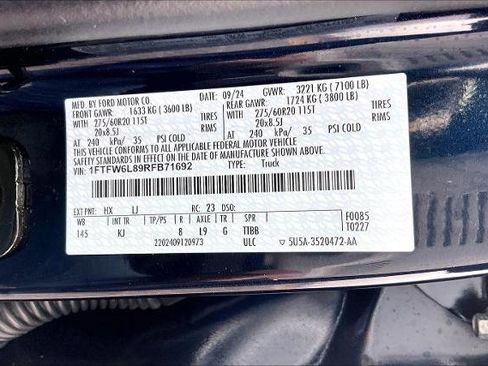 MFD. BY FORD MOTOR CO. DATE: 09/24 GVWR: 3221 KG (7100 LB)
FRONT GAWR: 1633 KG (3600 LB) REAR GAWR: 1724 KG (3800 LB)
WITH 275/60R20 115T TIRES WITH 275/60R20 115T TIRES
20x8.5J RIMS 20x8.5J RIMS
AT 240 kPa/ 35 PSI COLD AT 240 kPa/ 35 PSI COLD
THIS VEHICLE CONFORMS TO ALL APPLICABLE FEDERAL MOTOR VEHICLE
SAFETY AND THEFT PREVENTION STANDARDS IN EFFECT ON THE DATE OF MANUFACTURE SHOWN ABOVE.
VIN: 1FTFW6L89RFB71692 TYPE: Truck
EXT PNT: HX LJ RC: 23 DSO: F0085
WB TP/PS R AXLE TR SPR T0227
145 KJ 8 L9 G TIBB
2202409120973 ULC ▽ 5U5A-3520472-AA